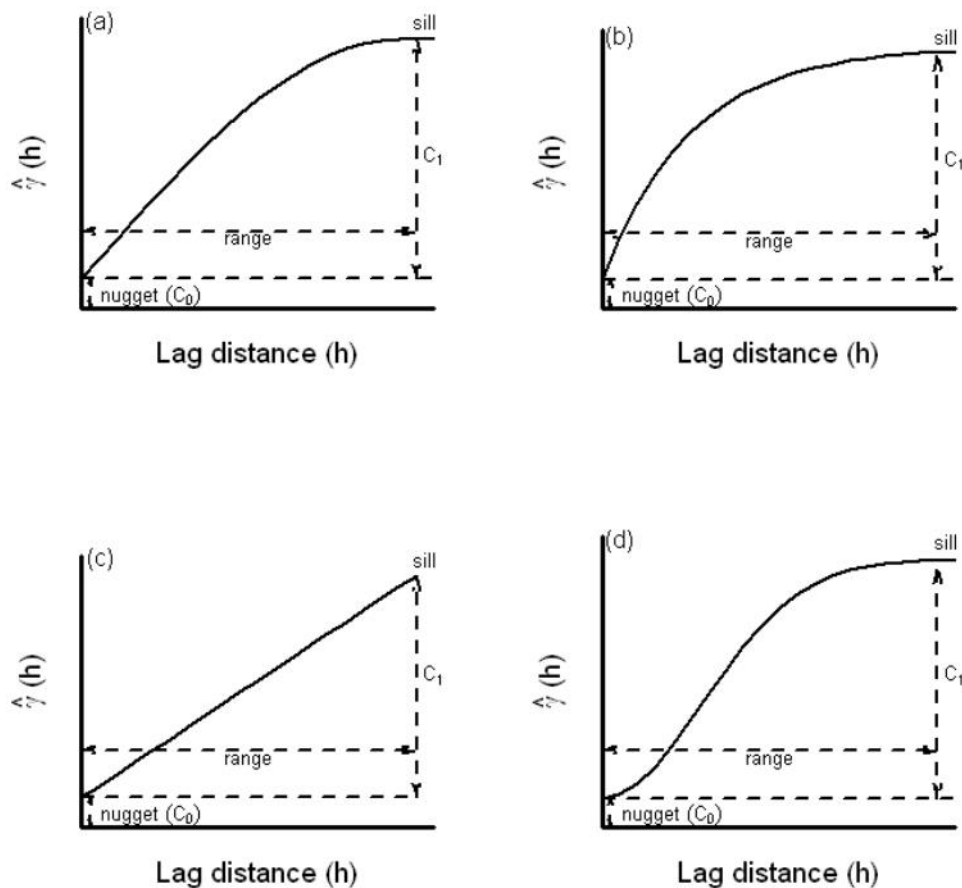 (a)
sill
γ̂ (h)
C₁
range
nugget (C₀)
Lag distance (h)
(b)
sill
γ̂ (h)
C₁
range
nugget (C₀)
Lag distance (h)
(c)
sill
γ̂ (h)
C₁
range
nugget (C₀)
Lag distance (h)
(d)
sill
γ̂ (h)
C₁
range
nugget (C₀)
Lag distance (h)